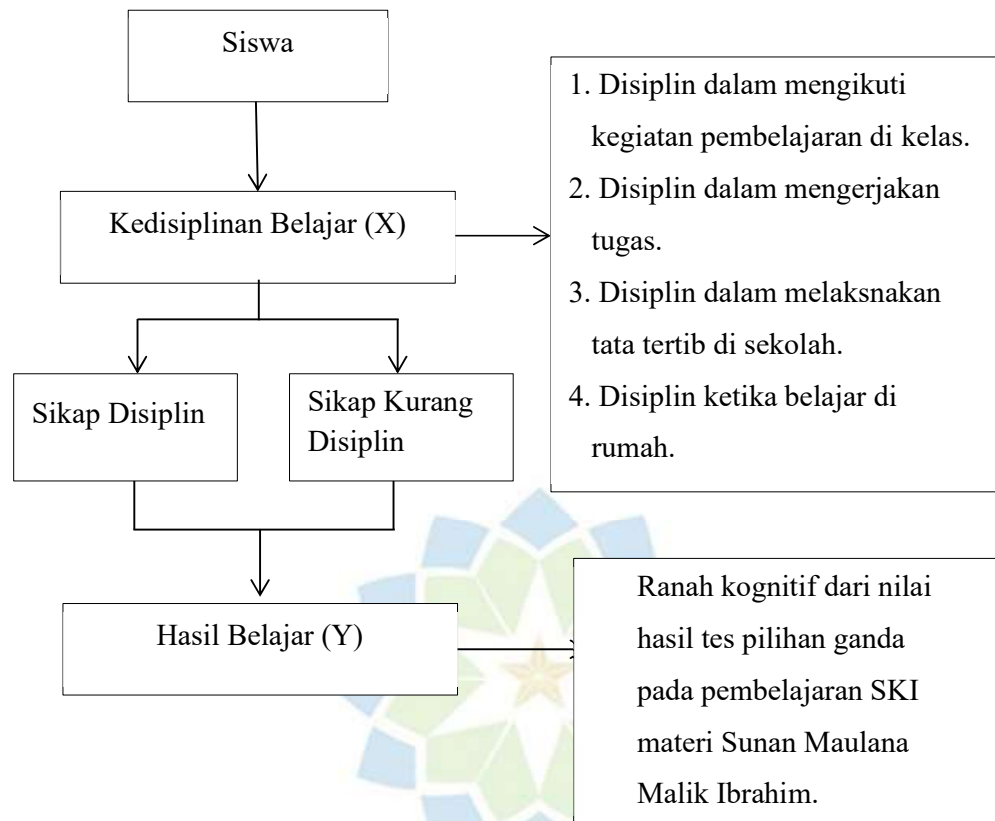 Siswa
1. Disiplin dalam mengikuti
kegiatan pembelajaran di kelas.
2. Disiplin dalam mengerjakan
tugas.
3. Disiplin dalam melaksnakan
tata tertib di sekolah.
4. Disiplin ketika belajar di
rumah.
Kedisiplinan Belajar (X)
Sikap Disiplin
Sikap Kurang
Disiplin
Hasil Belajar (Y)
Ranah kognitif dari nilai
hasil tes pilihan ganda
pada pembelajaran SKI
materi Sunan Maulana
Malik Ibrahim.